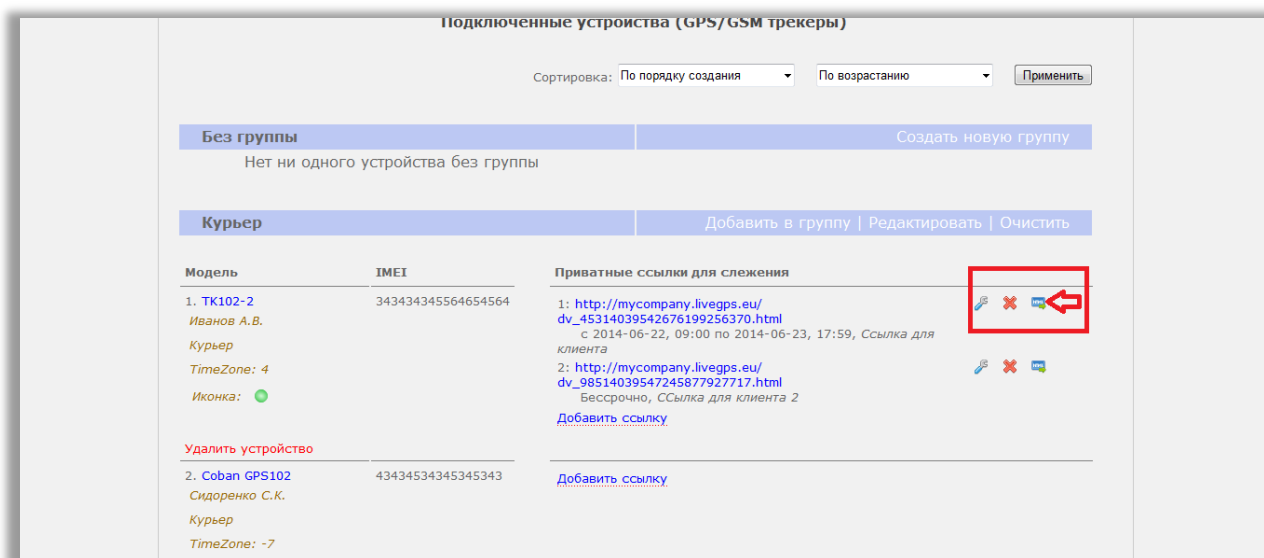 Подключенные устройства (GPS/GSM трекеры)
Сортировка: По порядку создания По возрастанию Применить
Без группы Создать новую группу
Нет ни одного устройства без группы
Курьер Добавить в группу | Редактировать | Очистить
Модель IMEI Приватные ссылки для слежения
1. TK102-2 343434345564654564
Иванов А.В.
Курьер
TimeZone: 4
Иконка:
1: http://mycompany.livegps.eu/
dv_45314039542676199256370.html
с 2014-06-22, 09:00 по 2014-06-23, 17:59, Ссылка для
клиента
2: http://mycompany.livegps.eu/
dv_98514039547245877927717.html
Бессрочно, ССылка для клиента 2
Добавить ссылку
Удалить устройство
2. Coban GPS102 43434534345345343 Добавить ссылку
Сидоренко С.К.
Курьер
TimeZone: -7